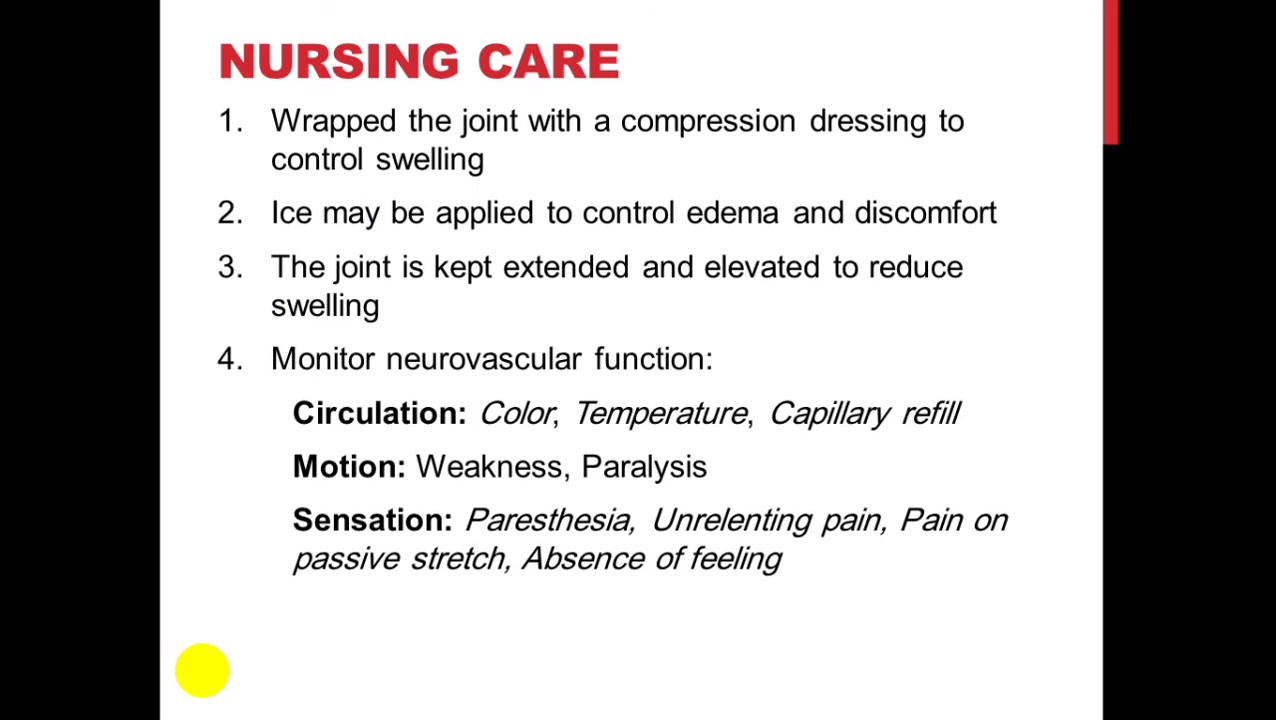 NURSING CARE
1. Wrapped the joint with a compression dressing to
control swelling
2. Ice may be applied to control edema and discomfort
3. The joint is kept extended and elevated to reduce
swelling
4. Monitor neurovascular function:
Circulation: Color, Temperature, Capillary refill
Motion: Weakness, Paralysis
Sensation: Paresthesia, Unrelenting pain, Pain on
passive stretch, Absence of feeling